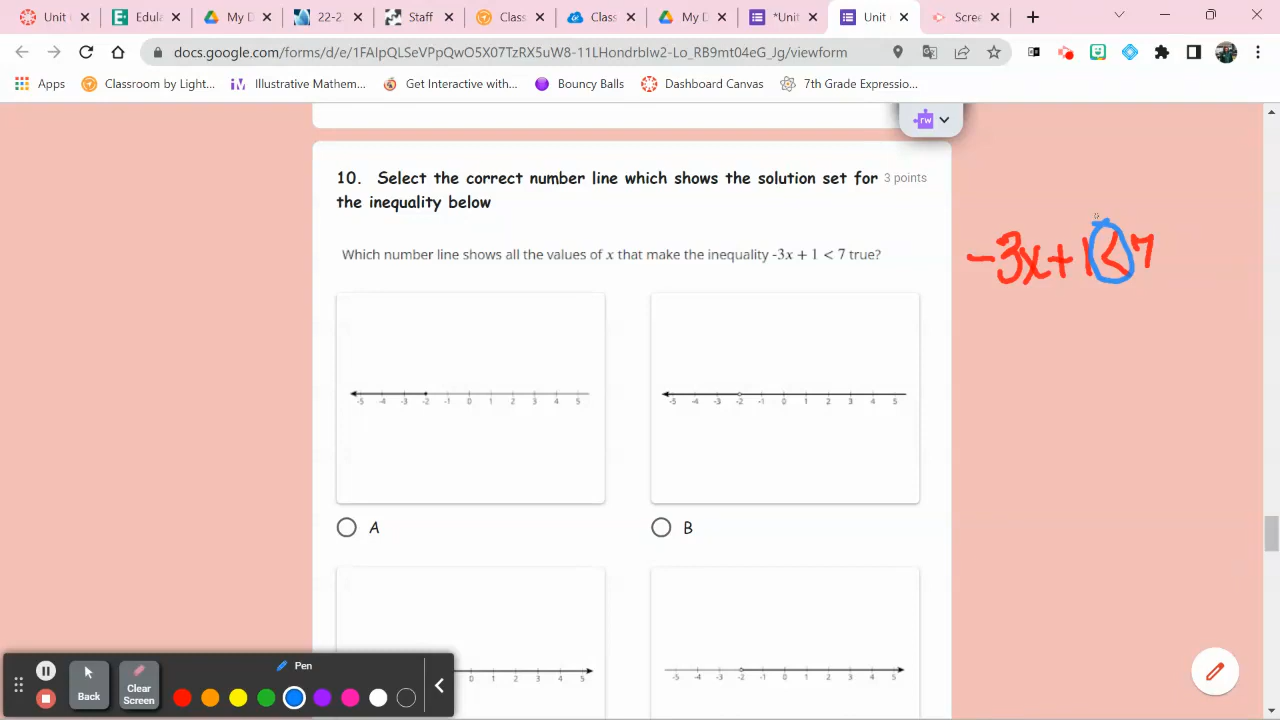 Unit
Edula
My D
22-2
Staff
Class
Class
My D
*Unit
Unit
Scree
docs.google.com/forms/d/e/1FAIpQLSeVPpQwO5X07TzRX5uW8-11LHondrbIw2-Lo_RB9mt04eG_Jg/viewform
Apps
Classroom by Light...
Illustrative Mathem...
Get Interactive with...
Bouncy Balls
Dashboard Canvas
7th Grade Expressio...
rw
10. Select the correct number line which shows the solution set for the inequality below
3 points
Which number line shows all the values of x that make the inequality -3x + 1 < 7 true?
-3x+1<7
-5 -4 -3 -2 -1 0 1 2 3 4 5
-5 -4 -3 -2 -1 0 1 2 3 4 5
A
B
0 1 2 3 4 5
-5 -4 -3 -2 -1 0 1 2 3 4 5
Pen
Back
Clear Screen